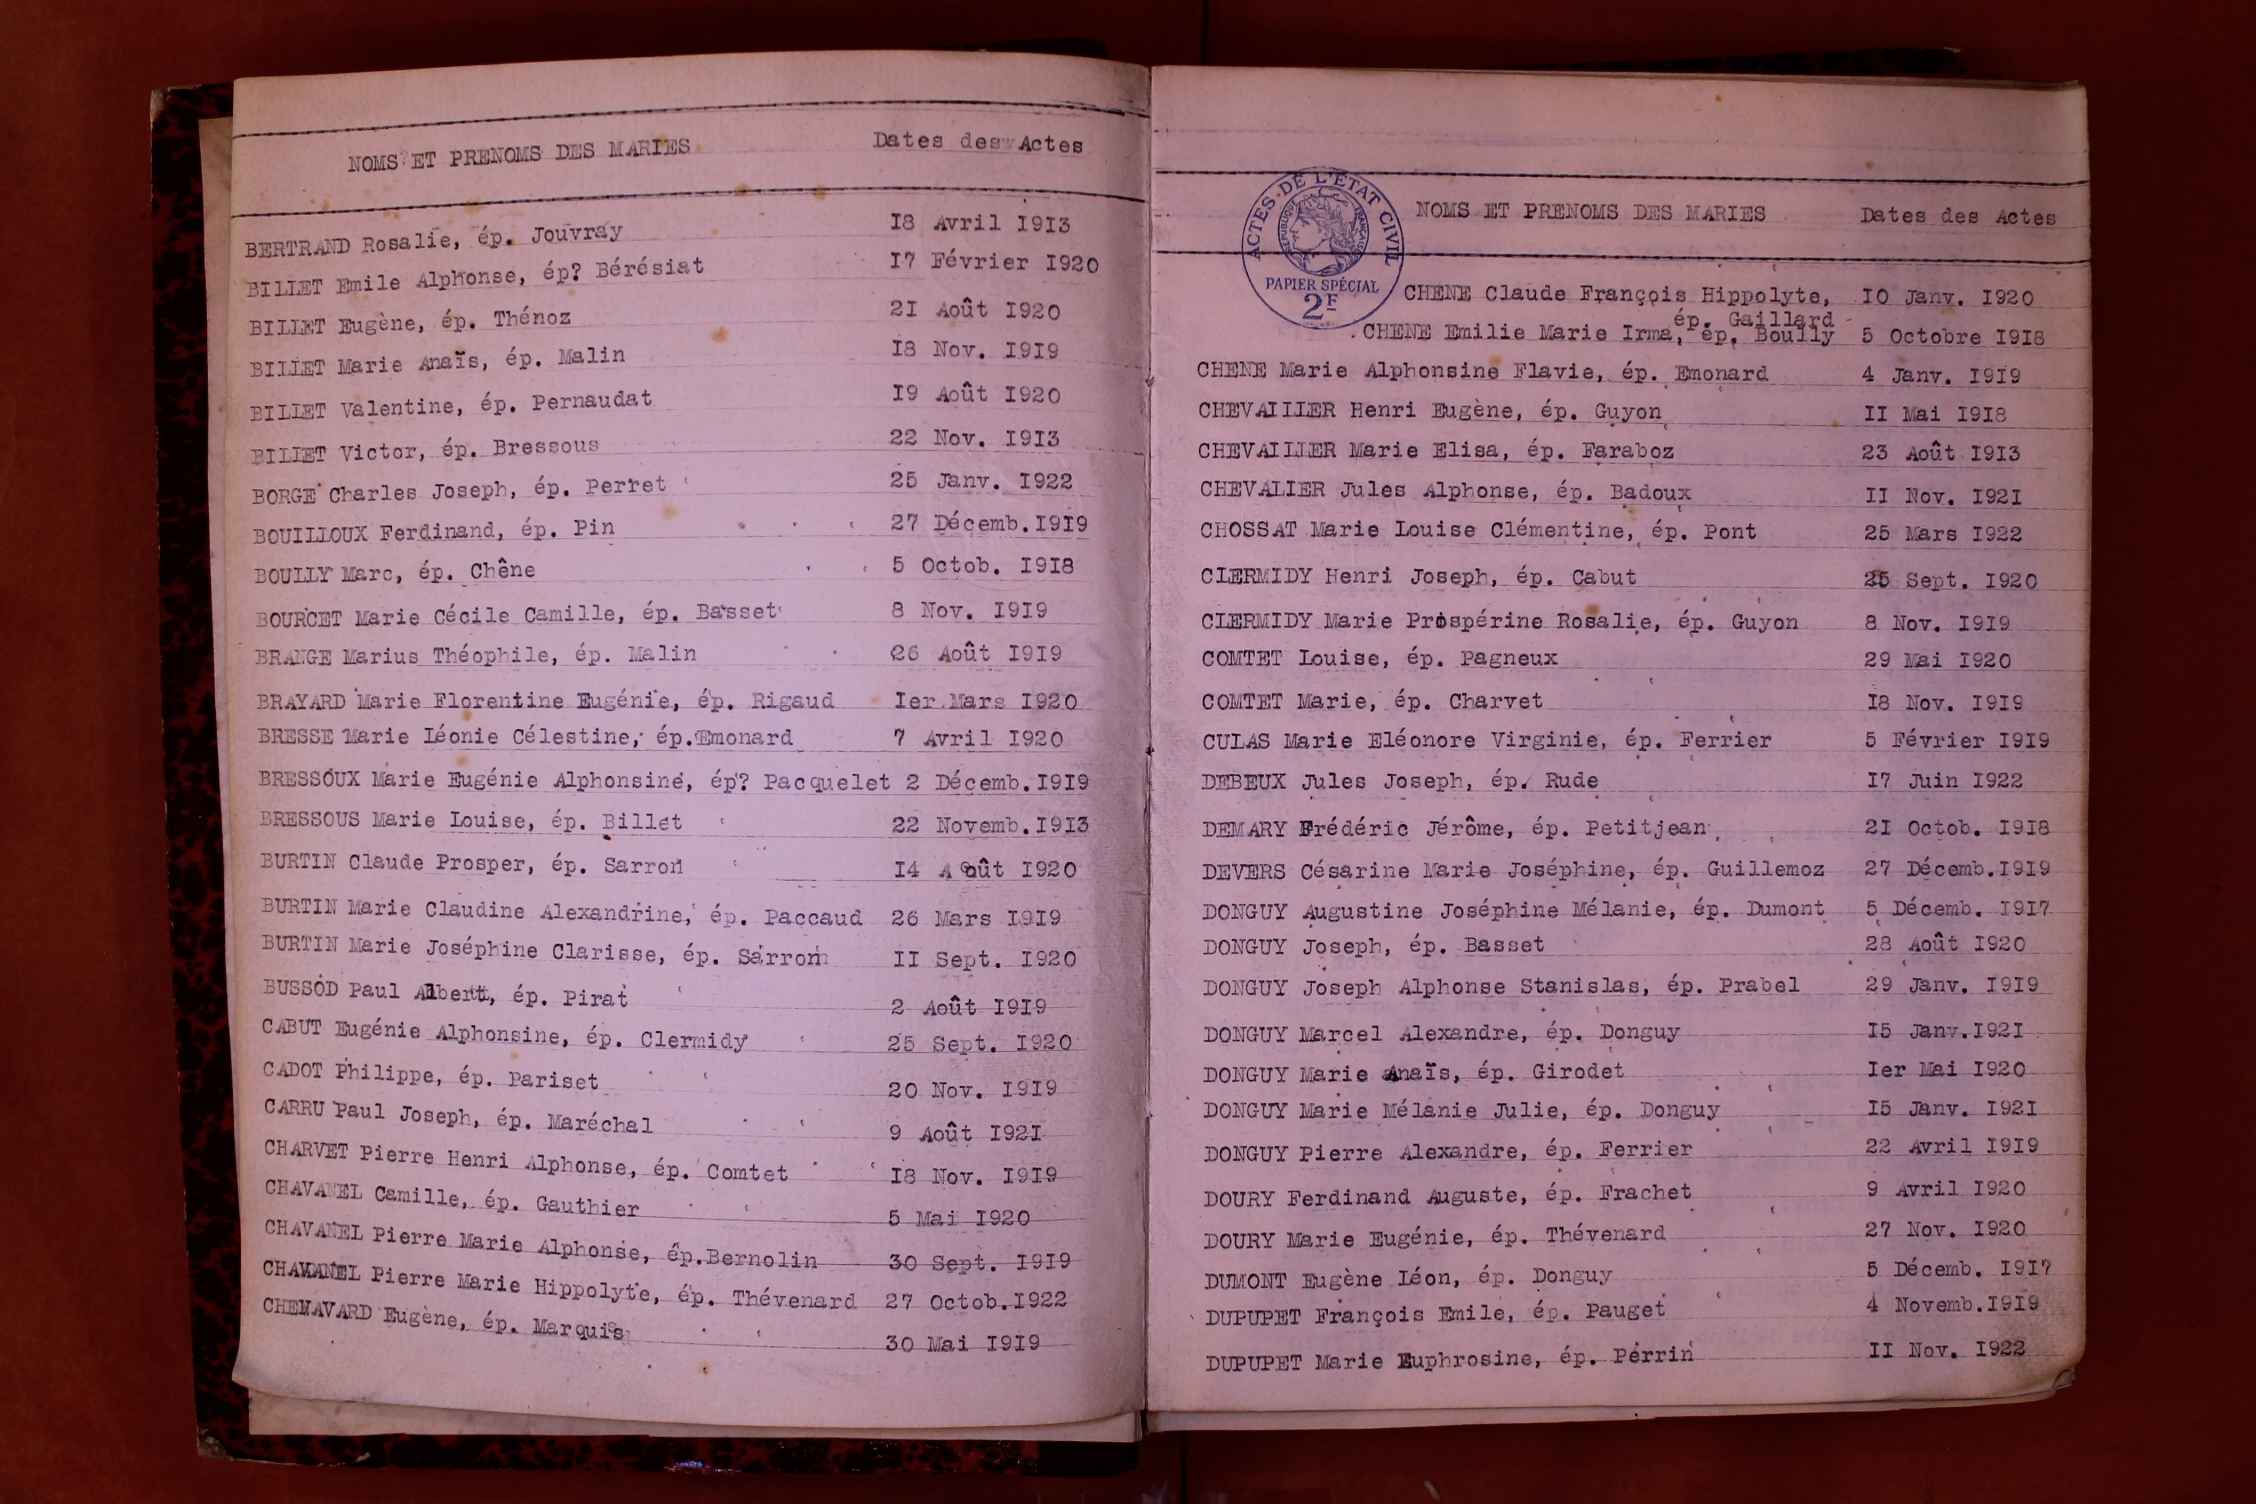 NOMS ET PRENOMS DES MARIES Dates des Actes
BERTRAND Rosalie, ép. Jouvray 18 Avril 1913
BILLET Emile Alphonse, ép? Bérésiat 17 Février 1920
BILLET Eugène, ép. Thénoz 21 Août 1920
BILLET Marie Anaïs, ép. Malin 18 Nov. 1919
BILLET Valentine, ép. Pernaudat 19 Août 1920
BILLET Victor, ép. Bressous 22 Nov. 1913
BORGE Charles Joseph, ép. Perret 25 Janv. 1922
BOUILLOUX Ferdinand, ép. Pin 27 Décemb.1919
BOULLY Marc, ép. Chêne 5 Octob. 1918
BOURCET Marie Cécile Camille, ép. Basset 8 Nov. 1919
BRANGE Marius Théophile, ép. Malin 26 Août 1919
BRAYARD Marie Florentine Eugénie, ép. Rigaud Ier Mars 1920
BRESSE Marie Léonie Célestine, ép.Emonard 7 Avril 1920
BRESSOUX Marie Eugénie Alphonsine, ép? Pacquelet 2 Décemb.1919
BRESSOUS Marie Louise, ép. Billet 22 Novemb.1913
BURTIN Claude Prosper, ép. Sarron 14 Août 1920
BURTIN Marie Claudine Alexandrine, ép. Paccaud 26 Mars 1919
BURTIN Marie Joséphine Clarisse, ép. Sarron 11 Sept. 1920
BUSSOD Paul Albert, ép. Pirat 2 Août 1919
CABUT Eugénie Alphonsine, ép. Clermidy 25 Sept. 1920
CADOT Philippe, ép. Pariset 20 Nov. 1919
CARRU Paul Joseph, ép. Maréchal 9 Août 1921
CHARVET Pierre Henri Alphonse, ép. Comtet 18 Nov. 1919
CHAVANEL Camille, ép. Gauthier 5 Mai 1920
CHAVANEL Pierre Marie Alphonse, ép.Bernolin 30 Sept. 1919
CHAVANEL Pierre Marie Hippolyte, ép. Thévenard 27 Octob.1922
CHENAVARD Eugène, ép. Marquis 30 Mai 1919
ACTES DE L'ETAT CIVIL
REPUBLIQUE FRANÇAISE
PAPIER SPÉCIAL
2F
NOMS ET PRENOMS DES MARIES Dates des Actes
CHENE Claude François Hippolyte, 10 Janv. 1920
ép. Gaillard
CHENE Emilie Marie Irma, ép. Boully 5 Octobre 1918
CHENE Marie Alphonsine Flavie, ép. Emonard 4 Janv. 1919
CHEVAILLER Henri Eugène, ép. Guyon 11 Mai 1918
CHEVAILLER Marie Elisa, ép. Faraboz 23 Août 1913
CHEVALIER Jules Alphonse, ép. Badoux 11 Nov. 1921
CHOSSAT Marie Louise Clémentine, ép. Pont 25 Mars 1922
CLERMIDY Henri Joseph, ép. Cabut 25 Sept. 1920
CLERMIDY Marie Prospérine Rosalie, ép. Guyon 8 Nov. 1919
COMTET Louise, ép. Pagneux 29 Mai 1920
COMTET Marie, ép. Charvet 18 Nov. 1919
CULAS Marie Eléonore Virginie, ép. Ferrier 5 Février 1919
DEBEUX Jules Joseph, ép. Rude 17 Juin 1922
DEMARY Frédéric Jérôme, ép. Petitjean 21 Octob. 1918
DEVERS Césarine Marie Joséphine, ép. Guillemoz 27 Décemb.1919
DONGUY Augustine Joséphine Mélanie, ép. Dumont 5 Décemb. 1917
DONGUY Joseph, ép. Basset 28 Août 1920
DONGUY Joseph Alphonse Stanislas, ép. Prabel 29 Janv. 1919
DONGUY Marcel Alexandre, ép. Donguy 15 Janv.1921
DONGUY Marie Anaïs, ép. Girodet Ier Mai 1920
DONGUY Marie Mélanie Julie, ép. Donguy 15 Janv. 1921
DONGUY Pierre Alexandre, ép. Ferrier 22 Avril 1919
DOURY Ferdinand Auguste, ép. Frachet 9 Avril 1920
DOURY Marie Eugénie, ép. Thévenard 27 Nov. 1920
DUMONT Eugène Léon, ép. Donguy 5 Décemb. 1917
DUPUPET François Emile, ép. Pauget 4 Novemb.1919
DUPUPET Marie Euphrosine, ép. Perrin 11 Nov. 1922